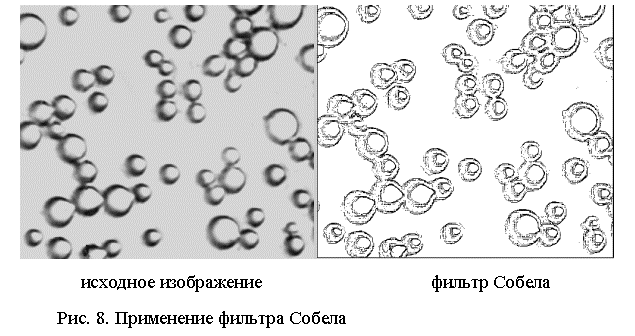 исходное изображение
фильтр Собела
Рис. 8. Применение фильтра Собела